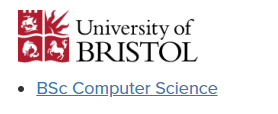 University of
BRISTOL
BSc Computer Science